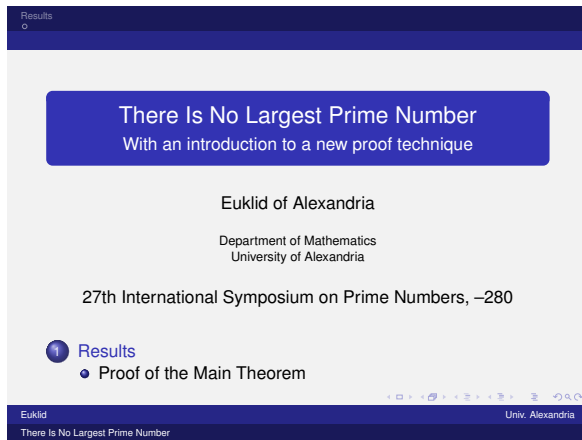 Results
There Is No Largest Prime Number
With an introduction to a new proof technique
Euklid of Alexandria
Department of Mathematics
University of Alexandria
27th International Symposium on Prime Numbers, –280
1 Results
Proof of the Main Theorem
Euklid Univ. Alexandria
There Is No Largest Prime Number